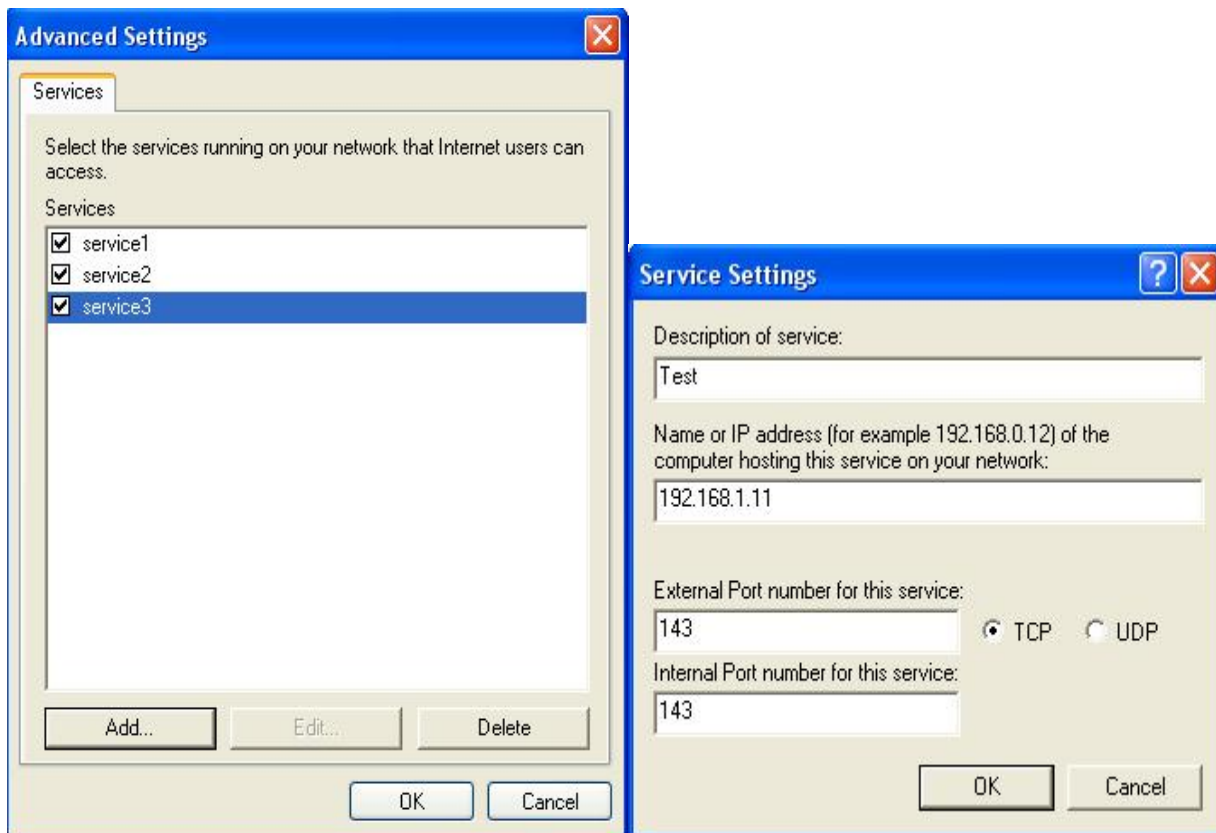 Advanced Settings
Services
Select the services running on your network that Internet users can
access.
Services
service1
service2
service3
Add...
Edit...
Delete
OK
Cancel
Service Settings
Description of service:
Test
Name or IP address (for example 192.168.0.12) of the
computer hosting this service on your network:
192.168.1.11
External Port number for this service:
143
TCP
UDP
Internal Port number for this service:
143
OK
Cancel